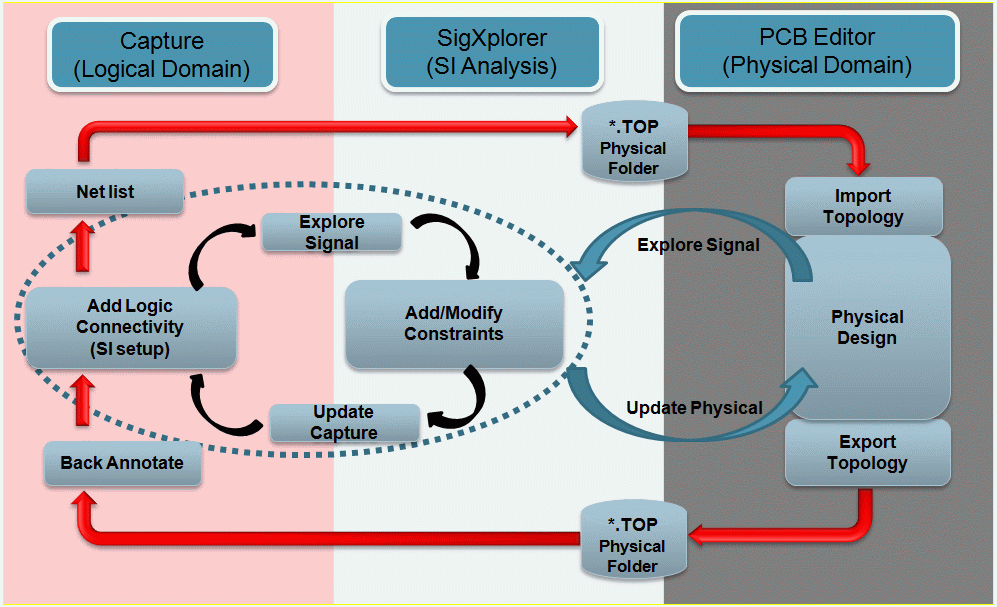 Capture
(Logical Domain)
SigXplorer
(SI Analysis)
PCB Editor
(Physical Domain)
*.TOP
Physical
Folder
Net list
Import
Topology
Explore
Signal
Explore Signal
Add Logic
Connectivity
(SI setup)
Add/Modify
Constraints
Physical
Design
Update
Capture
Update Physical
Back Annotate
Export
Topology
*.TOP
Physical
Folder